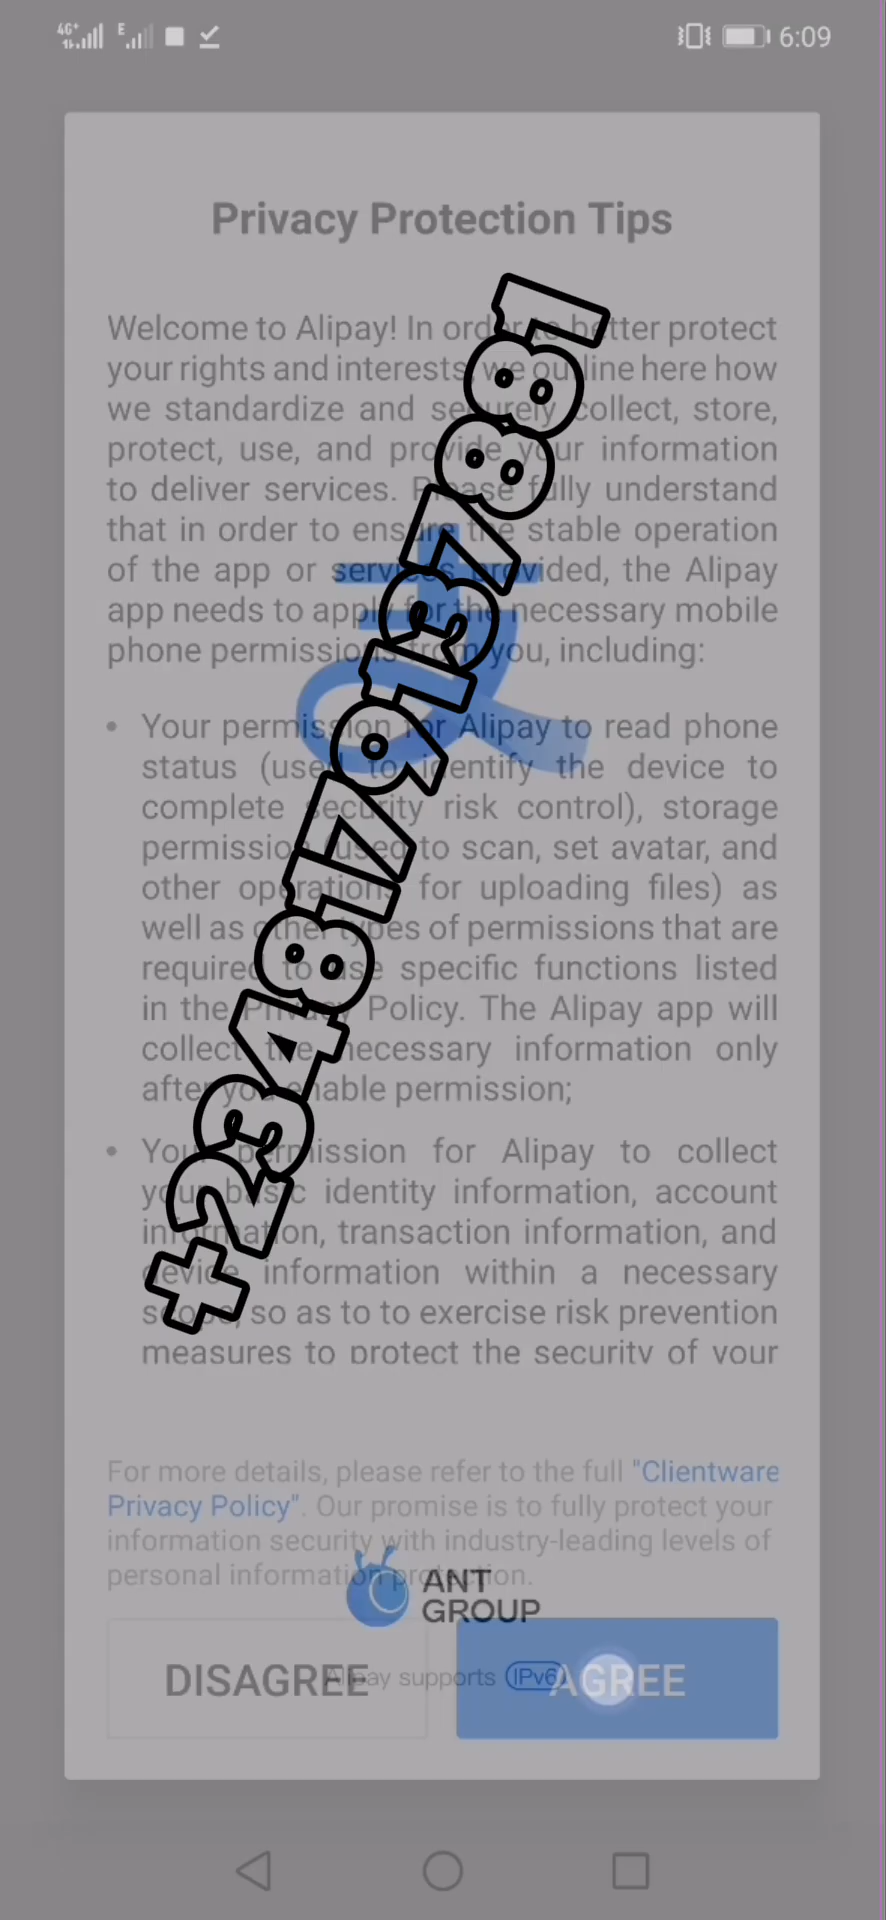 4G+ E 6:09
Privacy Protection Tips
Welcome to Alipay! In order to better protect
your rights and interests, we outline here how
we standardize and securely collect, store,
protect, use, and provide your information
to deliver services. Please fully understand
that in order to ensure the stable operation
of the app or services provided, the Alipay
app needs to apply for the necessary mobile
phone permissions from you, including:
• Your permission for Alipay to read phone
status (used to identify the device to
complete security risk control), storage
permission (used to scan, set avatar, and
other operations for uploading files) as
well as other types of permissions that are
required to use specific functions listed
in the Privacy Policy. The Alipay app will
collect the necessary information only
after you enable permission;
• Your permission for Alipay to collect
your basic identity information, account
information, transaction information, and
device information within a necessary
scope, so as to to exercise risk prevention
measures to protect the security of your
+2348179137881
For more details, please refer to the full "Clientware
Privacy Policy". Our promise is to fully protect your
information security with industry-leading levels of
personal information protection.
ANT
GROUP
DISAGREE AGREE
Alipay supports IPv6